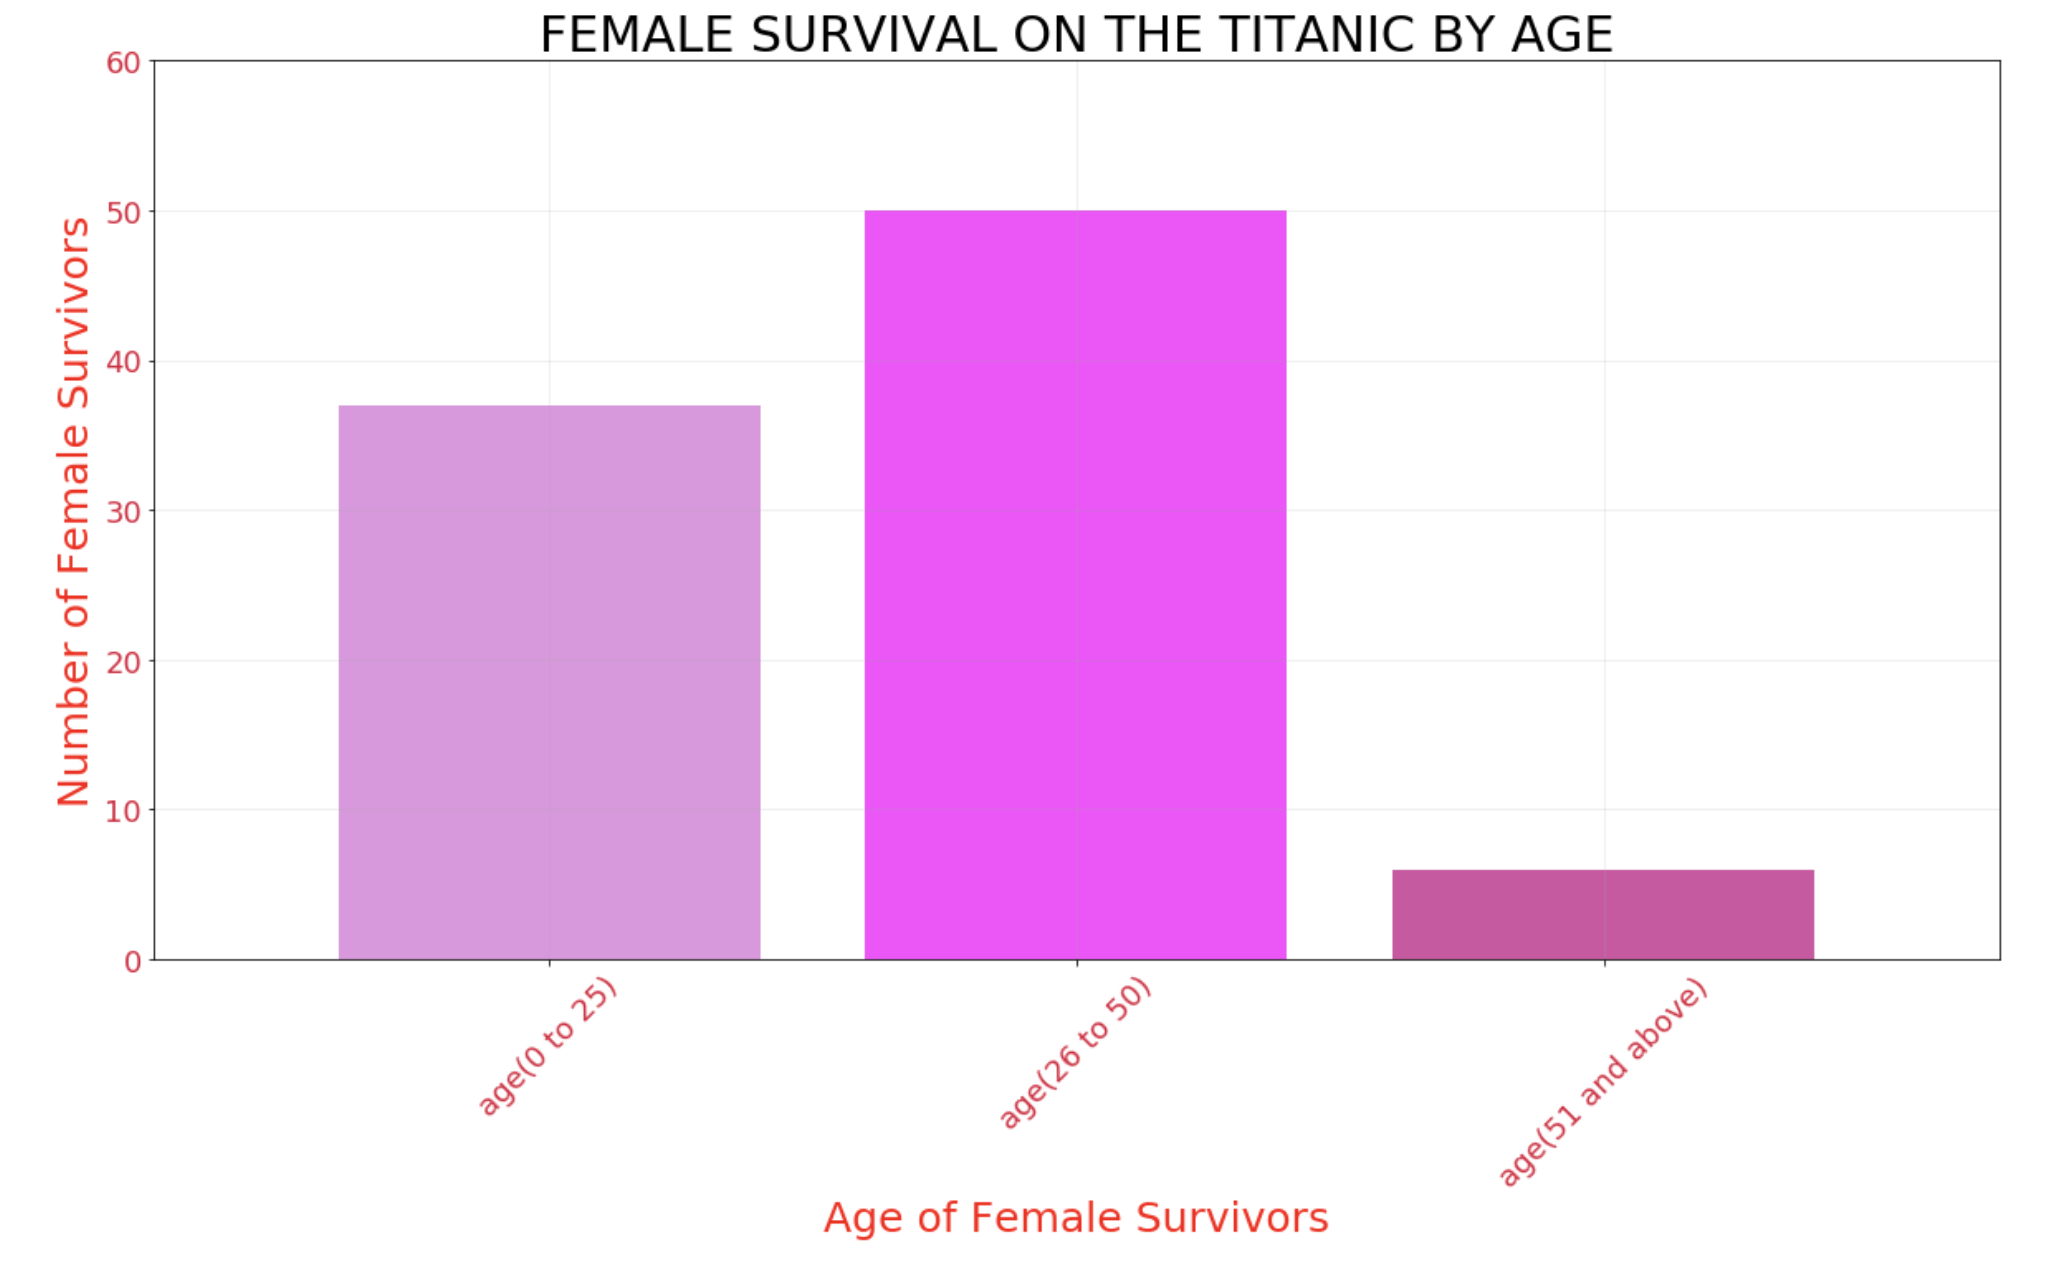 FEMALE SURVIVAL ON THE TITANIC BY AGE
60
50
40
30
20
10
0
Number of Female Survivors
age(0 to 25)
age(26 to 50)
age(51 and above)
Age of Female Survivors